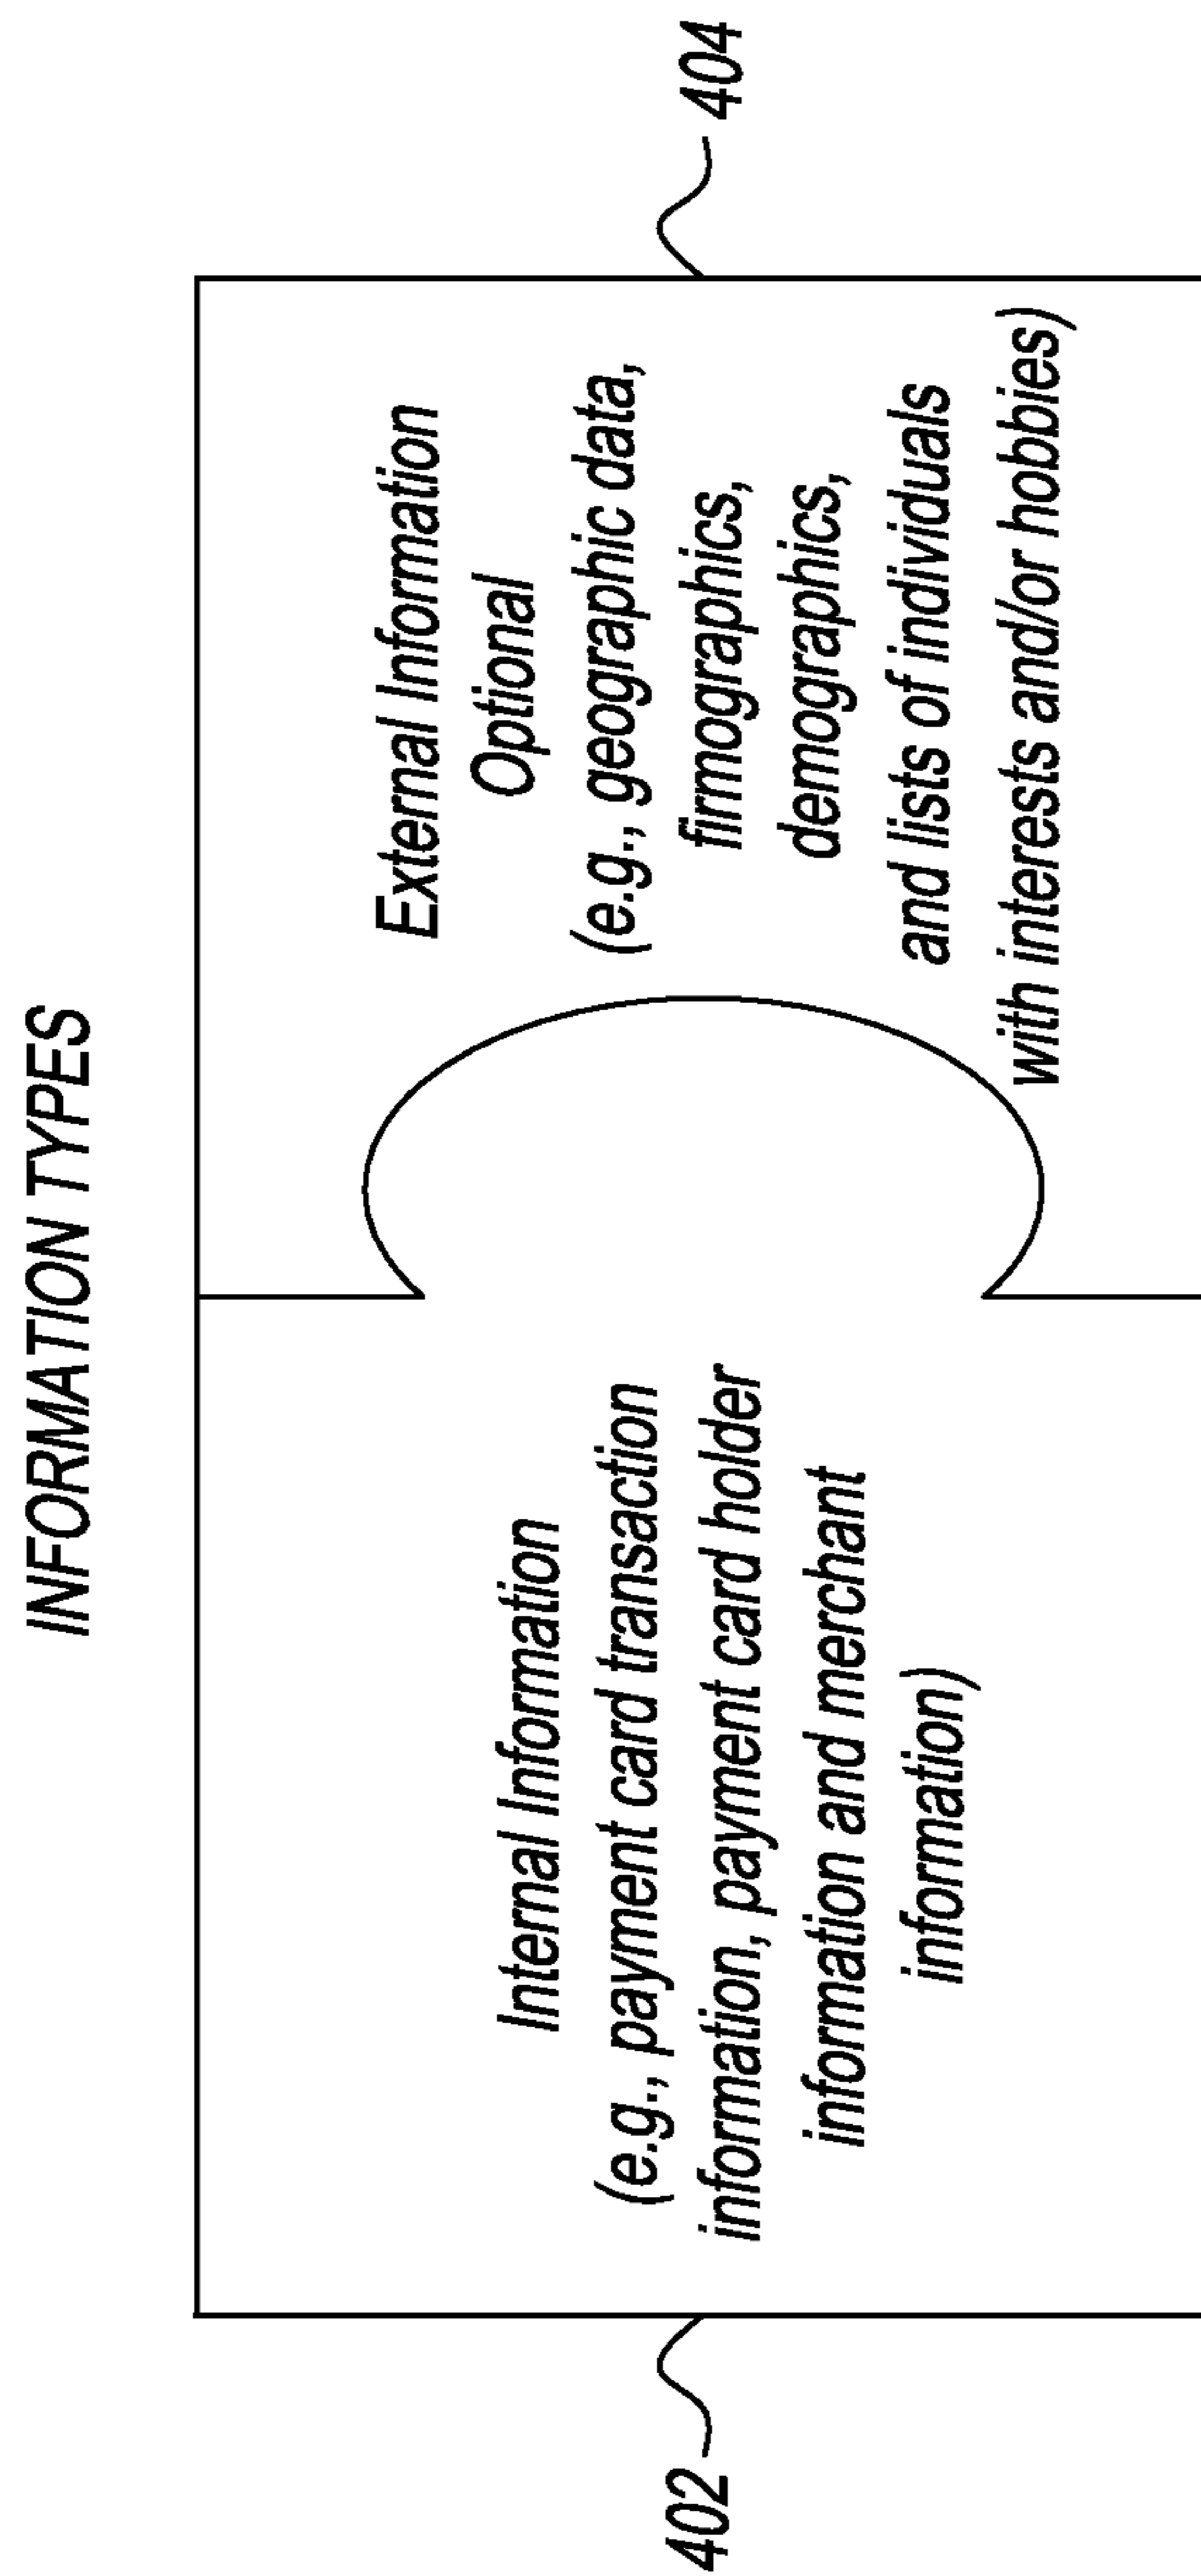 INFORMATION TYPES
402
Internal Information
(e.g., payment card transaction
information, payment card holder
information and merchant
information)
External Information
Optional
(e.g., geographic data,
firmographics,
demographics,
and lists of individuals
with interests and/or hobbies)
404